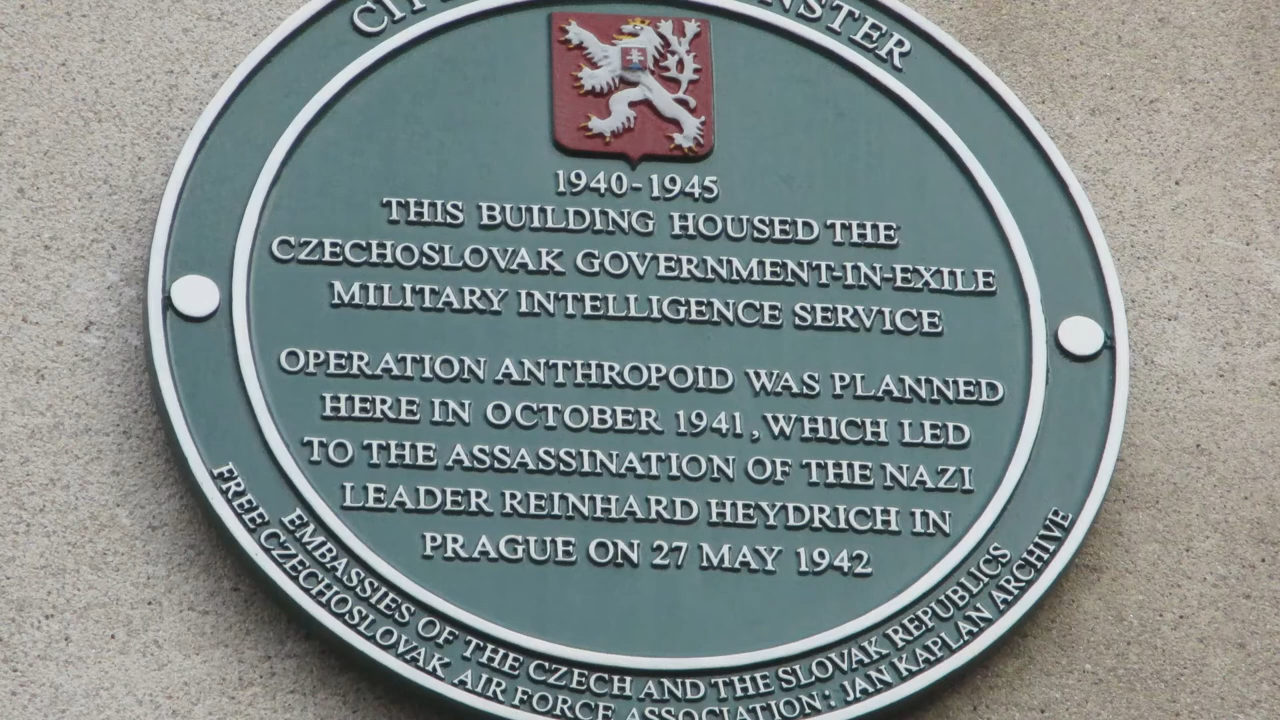 CITY
1940-1945
THIS BUILDING HOUSED THE
CZECHOSLOVAK GOVERNMENT-IN-EXILE
MILITARY INTELLIGENCE SERVICE
OPERATION ANTHROPOID WAS PLANNED
HERE IN OCTOBER 1941, WHICH LED
TO THE ASSASSINATION OF THE NAZI
LEADER REINHARD HEYDRICH IN
PRAGUE ON 27 MAY 1942
EMBASSIES OF THE CZECH AND THE SLOVAK REPUBLICS
FREE CZECHOSLOVAK AIR FORCE ASSOCIATION: JAN KAPLAN ARCHIVE